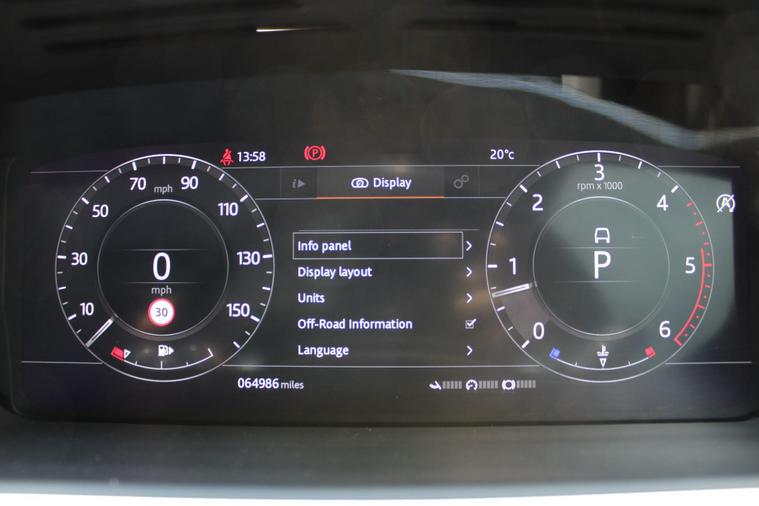 13:58
P
20°c
i
Display
70 mph 90
50
110
30
130
10
150
0
mph
30
Info panel
Display layout
Units
Off-Road Information
Language
3
rpm x 1000
2
4
1
5
0
6
P
A
064986 miles